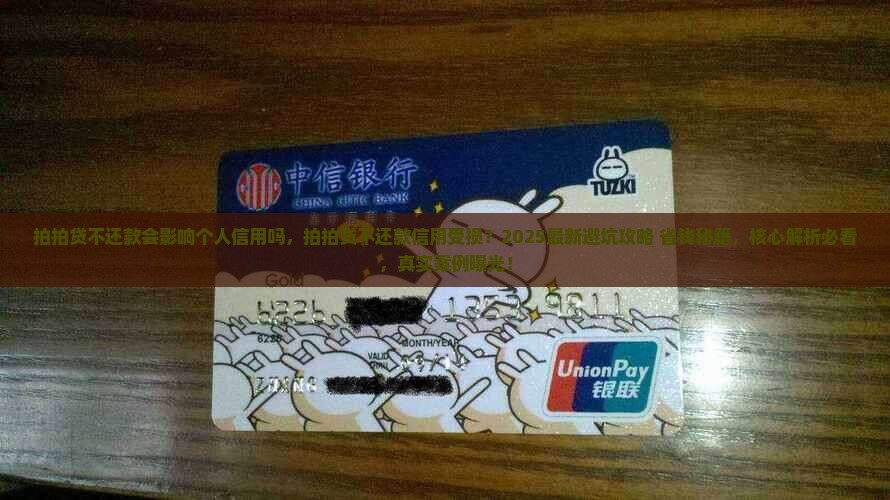 中信银行
CHINA CITIC BANK
TUZKI
拍拍贷不还款会影响个人信用吗，拍拍贷不还款信用受损？2025最新避坑攻略 省钱秘籍，核心解析必看
，真实案例曝光！
Gold
6226 1353 9811
6226
MONTH/YEAR
VALID
THRU
UnionPay
银联